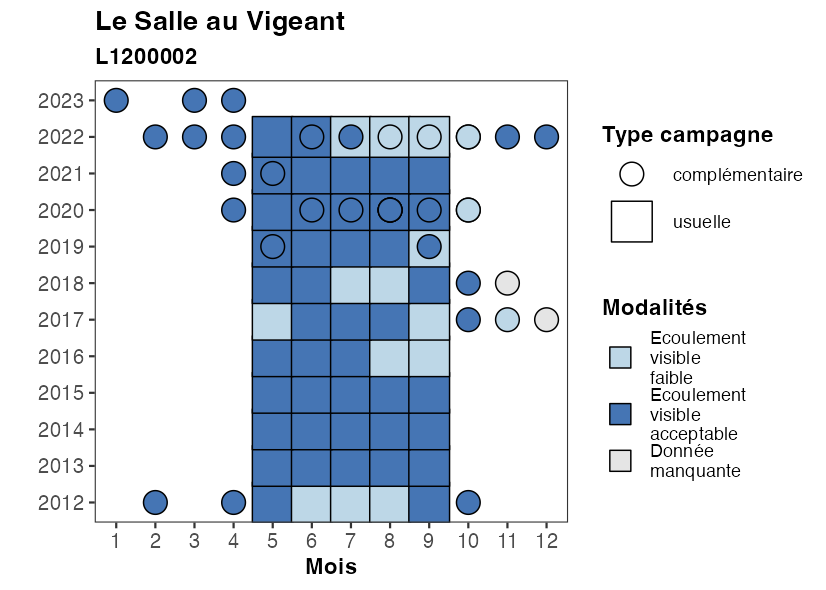 Le Salle au Vigeant
L1200002
2023
2022
2021
2020
2019
2018
2017
2016
2015
2014
2013
2012
1 2 3 4 5 6 7 8 9 10 11 12
Mois
Type campagne
complémentaire
usuelle
Modalités
Ecoulement
visible
faible
Ecoulement
visible
acceptable
Donnée
manquante